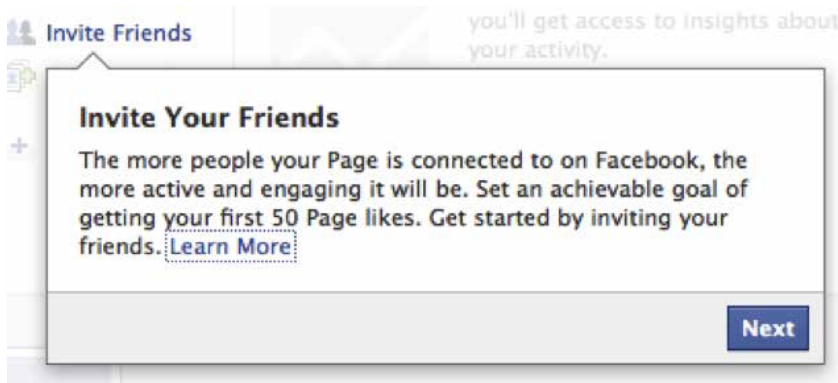 you'll get access to insights about
Invite Friends
your activity.
Invite Your Friends
The more people your Page is connected to on Facebook, the
more active and engaging it will be. Set an achievable goal of
getting your first 50 Page likes. Get started by inviting your
friends. Learn More
Next